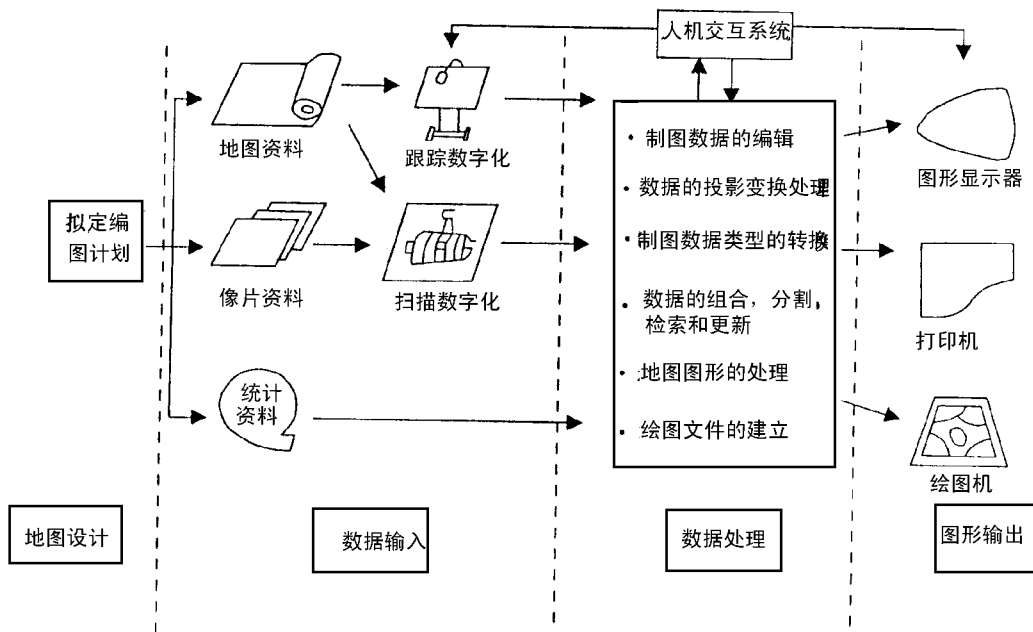 人机交互系统
地图资料
跟踪数字化
拟定编
图计划
像片资料
扫描数字化
统计
资料
• 制图数据的编辑
• 数据的投影变换处理
• 制图数据类型的转换
• 数据的组合，分割，
检索和更新
• 地图图形的处理
• 绘图文件的建立
图形显示器
打印机
绘图机
地图设计
数据输入
数据处理
图形输出